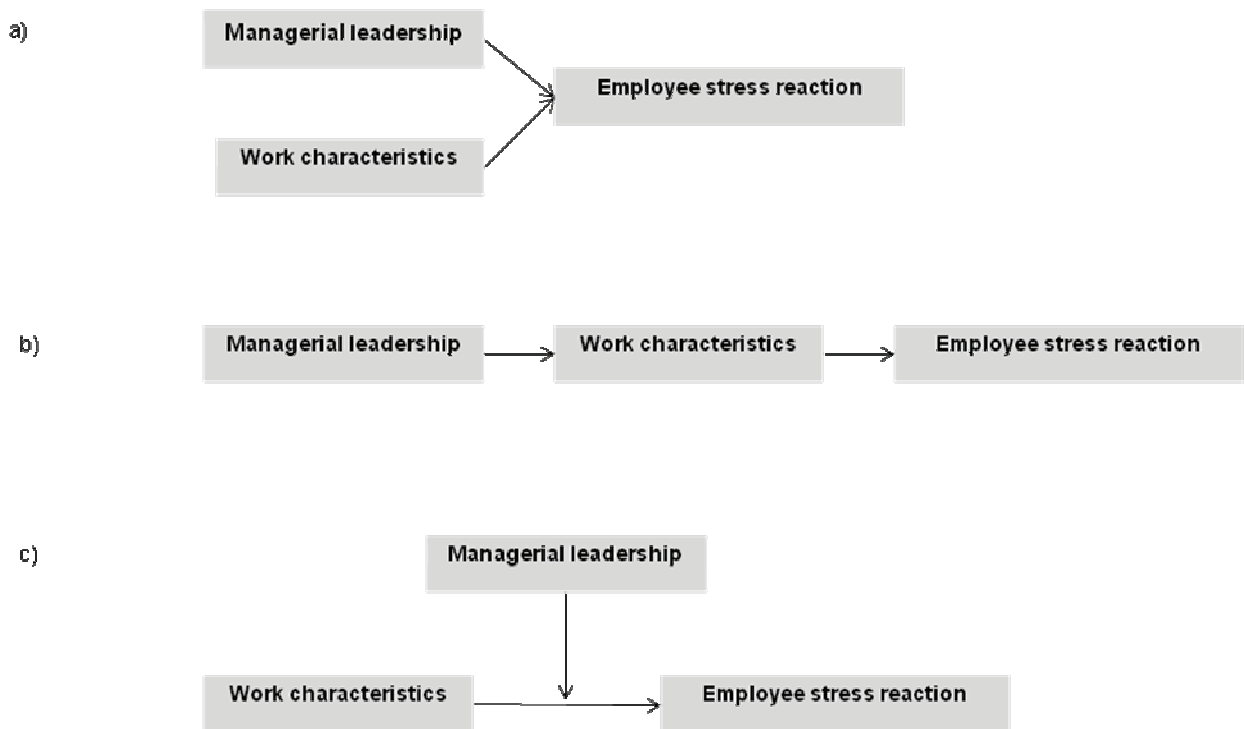 a)
Managerial leadership
Employee stress reaction
Work characteristics
b)
Managerial leadership
Work characteristics
Employee stress reaction
c)
Managerial leadership
Work characteristics
Employee stress reaction